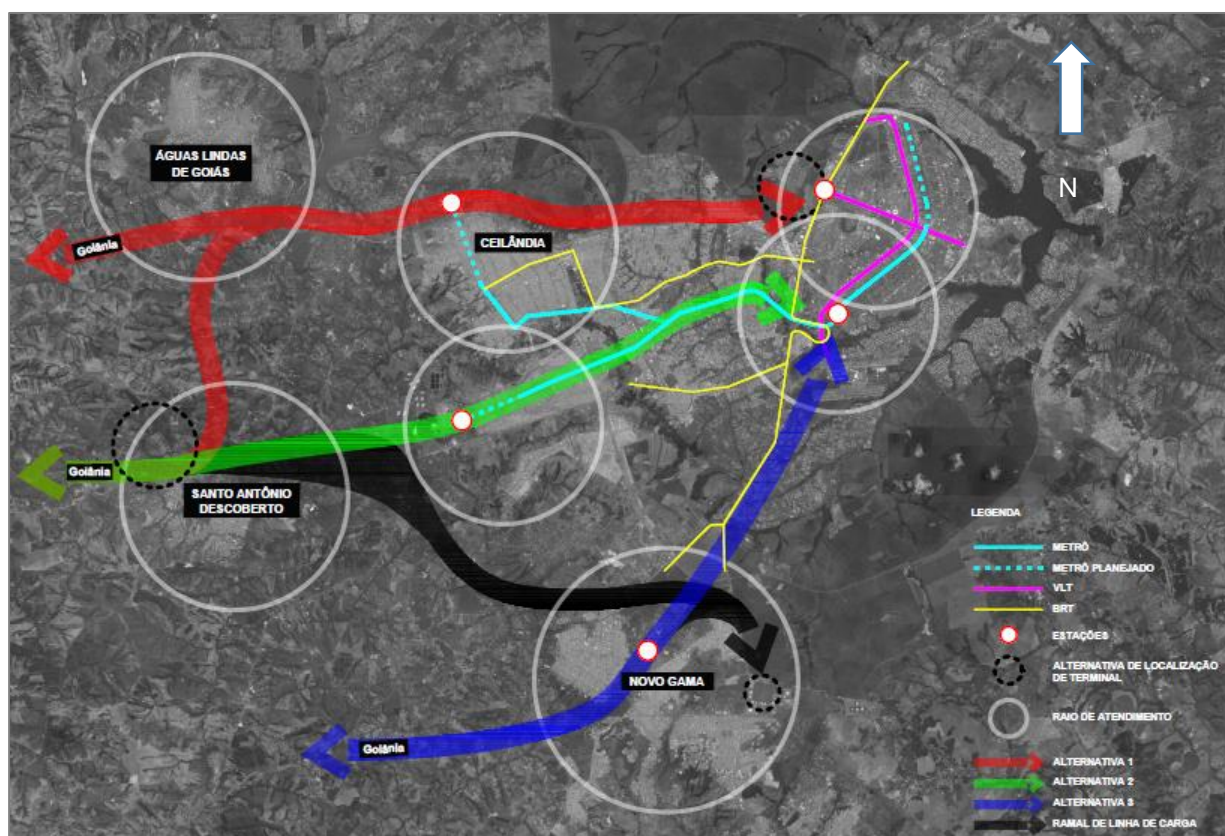 ÁGUAS LINDAS
DE GOIÁS
Goiânia
CEILÂNDIA
N
Goiânia
SANTO ANTÔNIO
DESCOBERTO
NOVO GAMA
Goiânia
LEGENDA
METRÔ
METRÔ PLANEJADO
VLT
BRT
ESTAÇÕES
ALTERNATIVA DE LOCALIZAÇÃO
DE TERMINAL
RAIO DE ATENDIMENTO
ALTERNATIVA 1
ALTERNATIVA 2
ALTERNATIVA 3
RAMAL DE LINHA DE CARGA